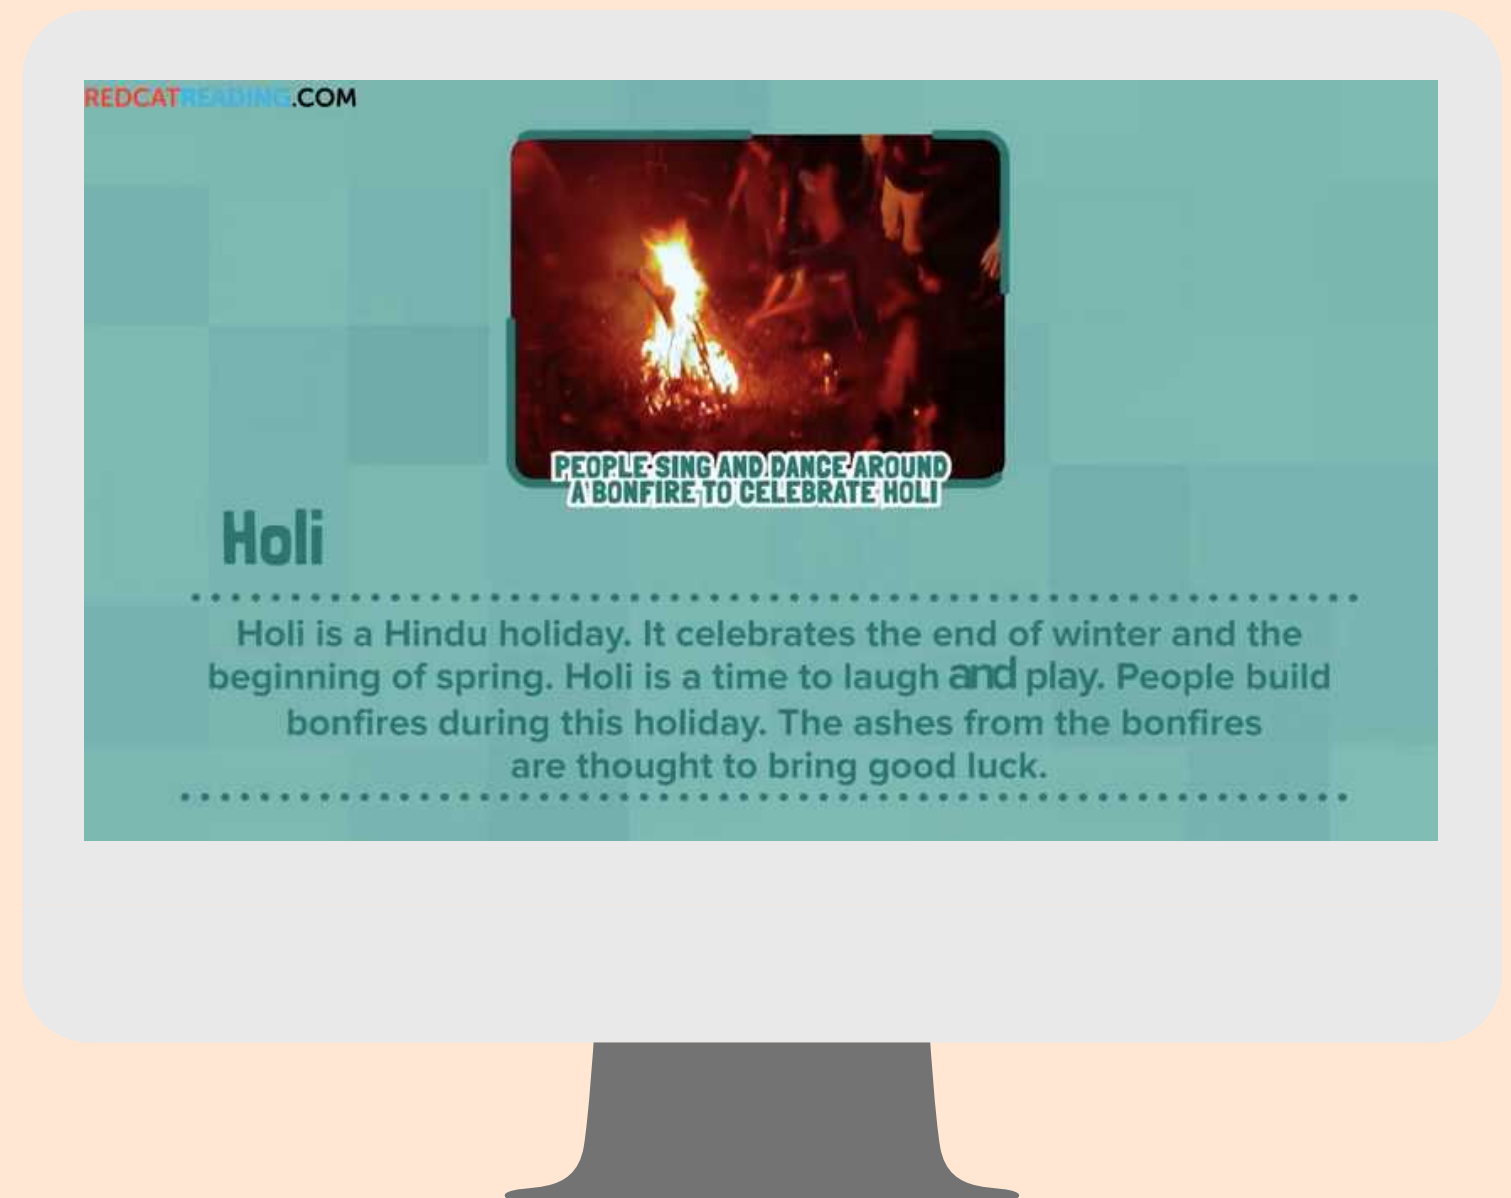 REDCATREADING.COM
PEOPLE SING AND DANCE AROUND
A BONFIRE TO CELEBRATE HOLI
Holi
Holi is a Hindu holiday. It celebrates the end of winter and the
beginning of spring. Holi is a time to laugh and play. People build
bonfires during this holiday. The ashes from the bonfires
are thought to bring good luck.